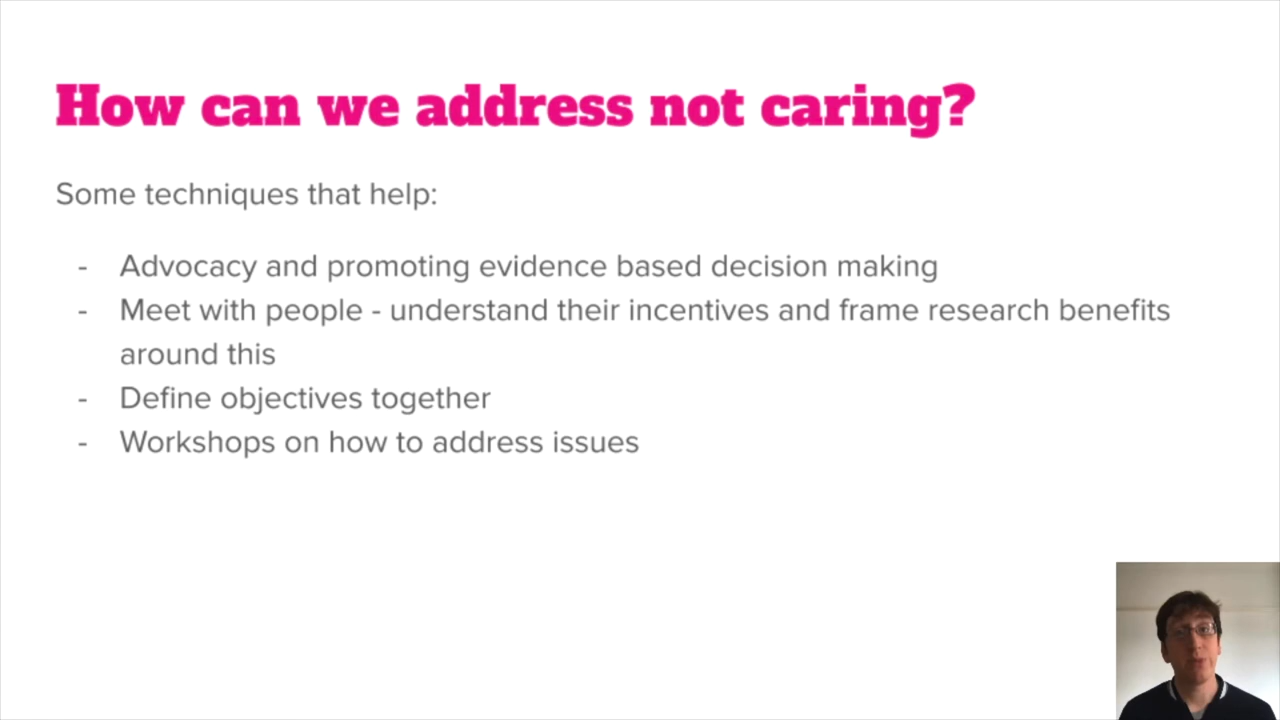 How can we address not caring?
Some techniques that help:
- Advocacy and promoting evidence based decision making
- Meet with people - understand their incentives and frame research benefits
around this
- Define objectives together
- Workshops on how to address issues